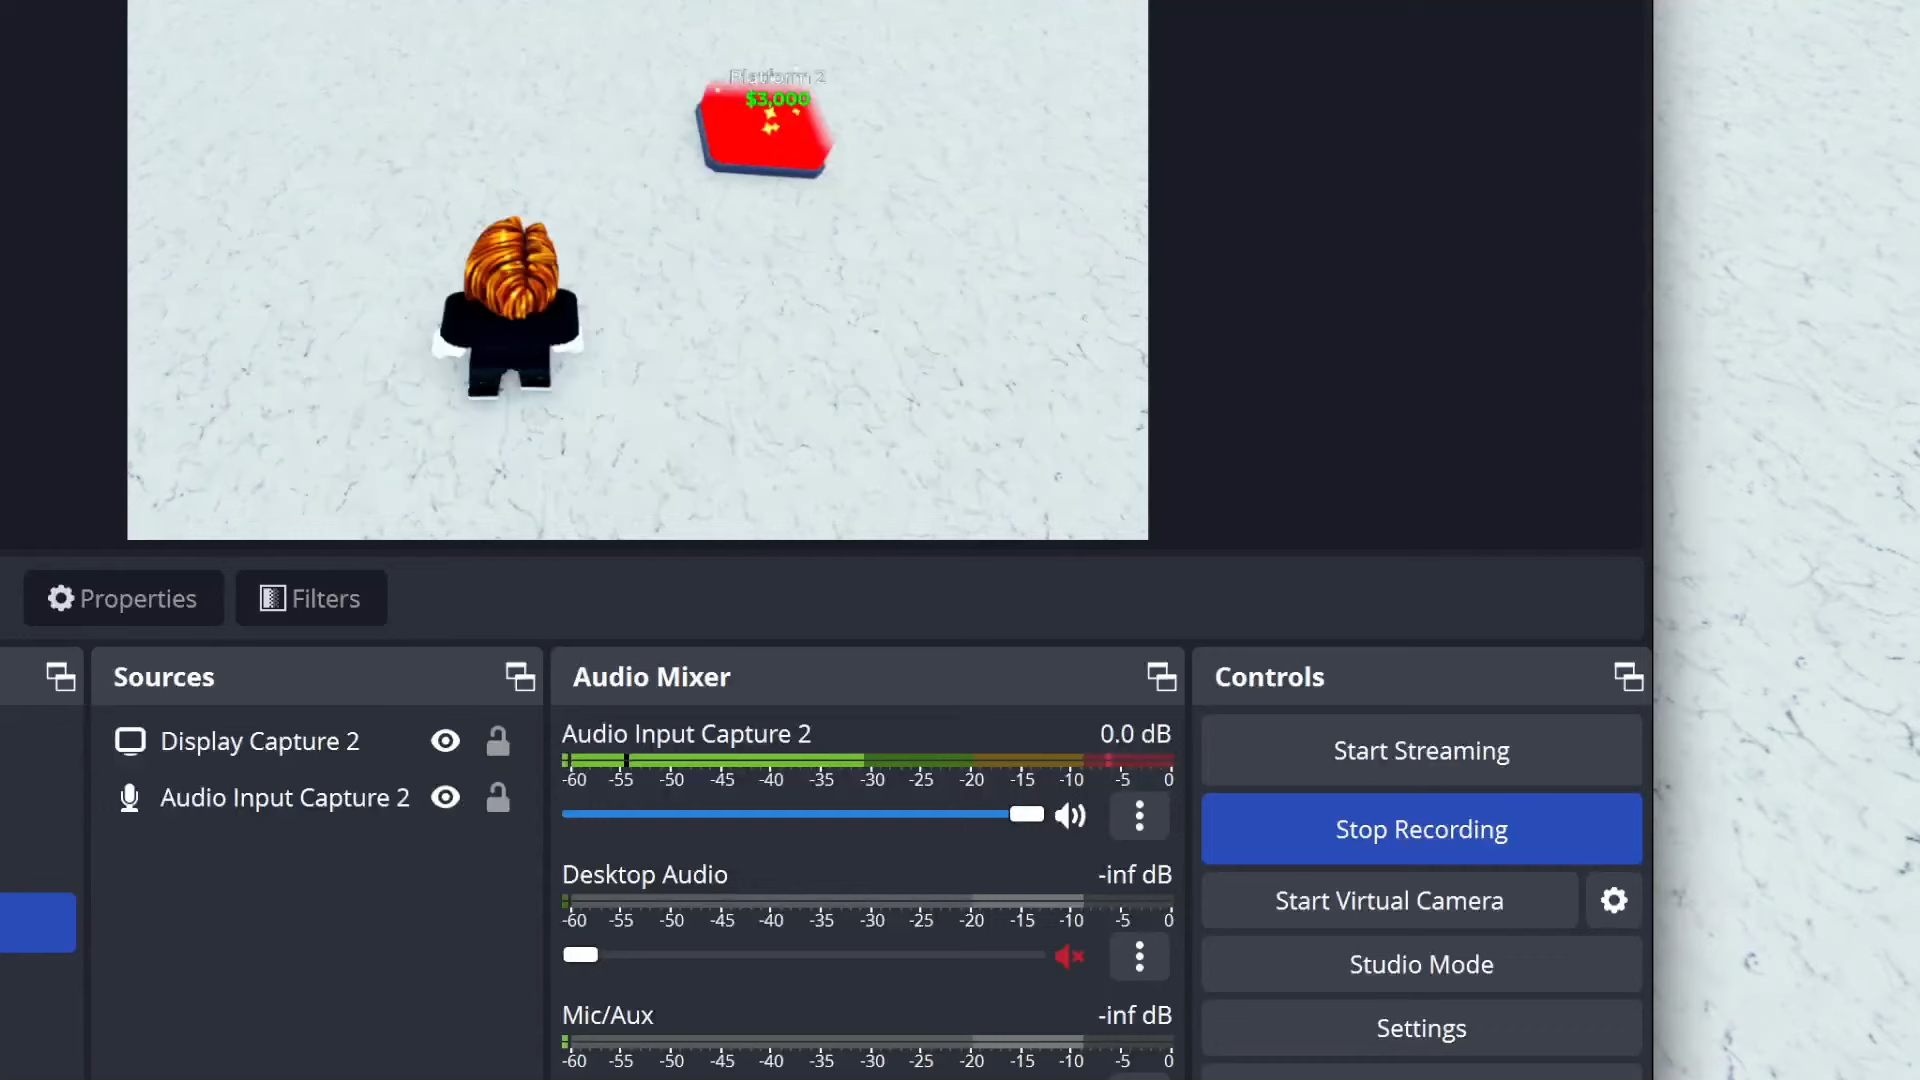 Platform 2
$3,000
Properties
Filters
Sources
Display Capture 2
Audio Input Capture 2
Audio Mixer
Audio Input Capture 2 0.0 dB
-60 -55 -50 -45 -40 -35 -30 -25 -20 -15 -10 -5 0
Desktop Audio -inf dB
-60 -55 -50 -45 -40 -35 -30 -25 -20 -15 -10 -5 0
Mic/Aux -inf dB
-60 -55 -50 -45 -40 -35 -30 -25 -20 -15 -10 -5 0
Controls
Start Streaming
Stop Recording
Start Virtual Camera
Studio Mode
Settings